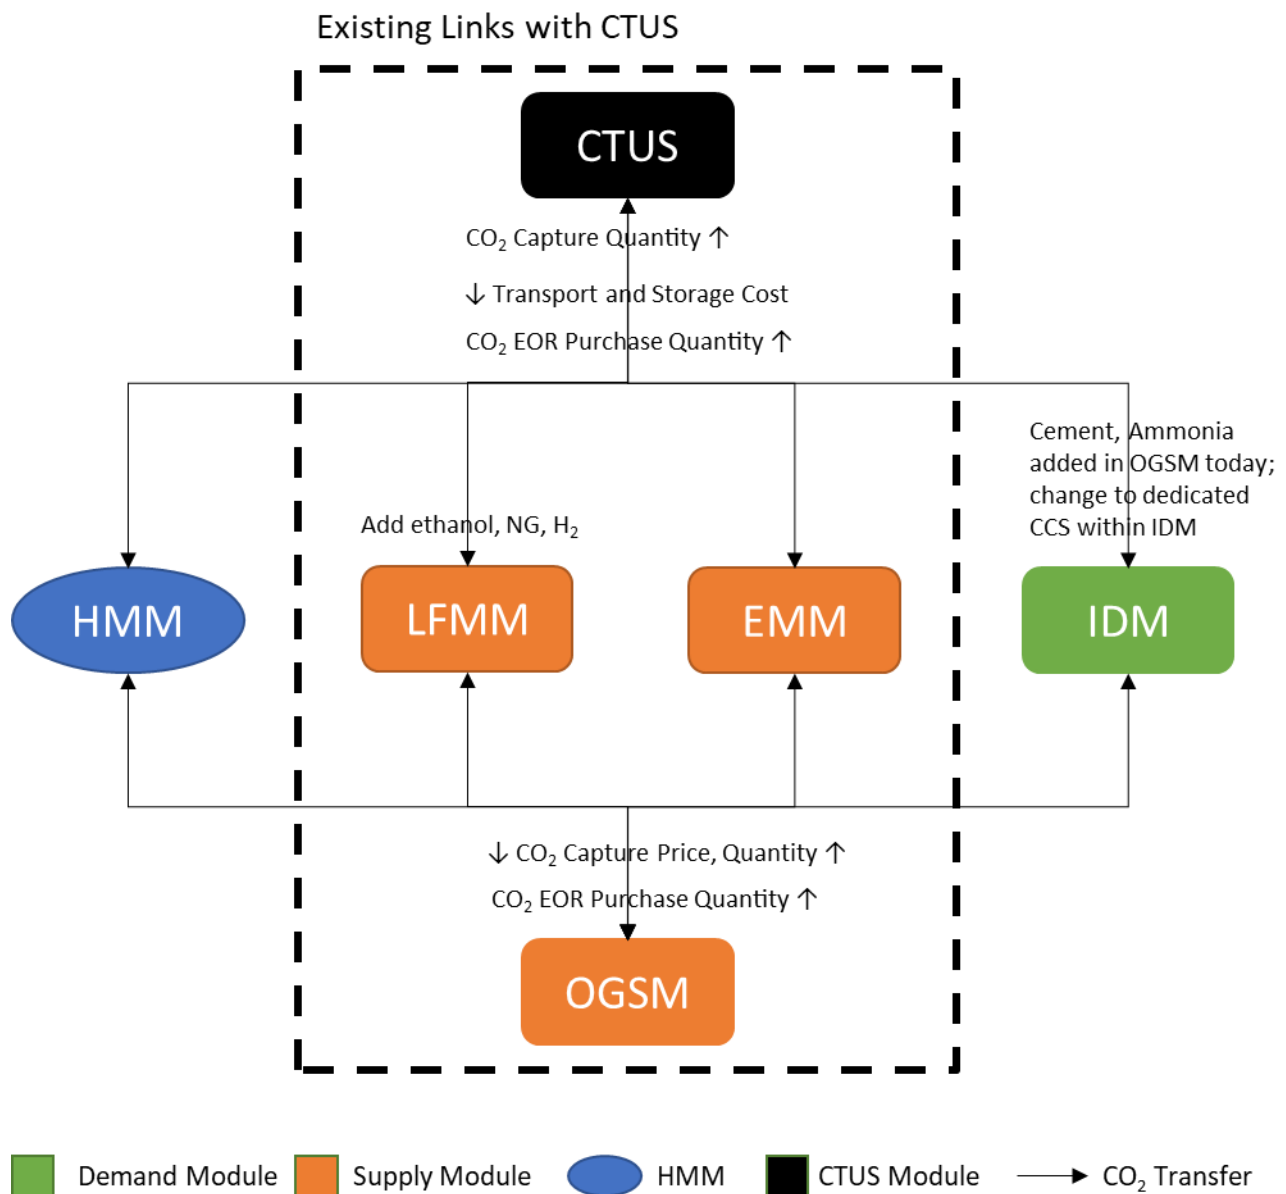 Existing Links with CTUS
CTUS
CO₂ Capture Quantity ↑
↓ Transport and Storage Cost
CO₂ EOR Purchase Quantity ↑
Cement, Ammonia
added in OGSM today;
change to dedicated
CCS within IDM
Add ethanol, NG, H₂
HMM
LFMM
EMM
IDM
↓ CO₂ Capture Price, Quantity ↑
CO₂ EOR Purchase Quantity ↑
OGSM
Demand Module
Supply Module
HMM
CTUS Module
CO₂ Transfer